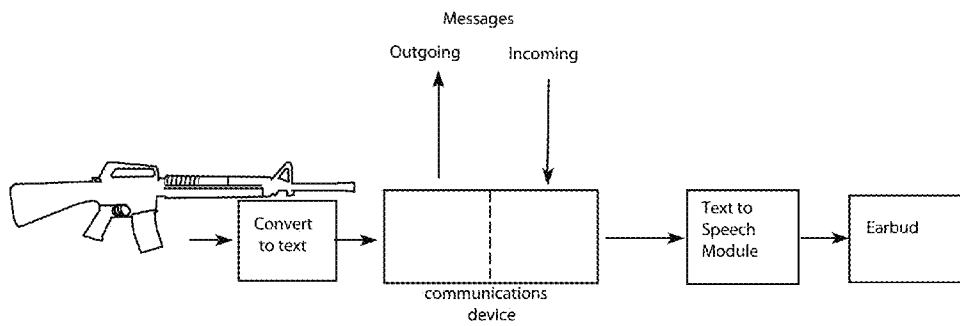 Messages
Outgoing
Incoming
Convert
to text
communications
device
Text to
Speech
Module
Earbud